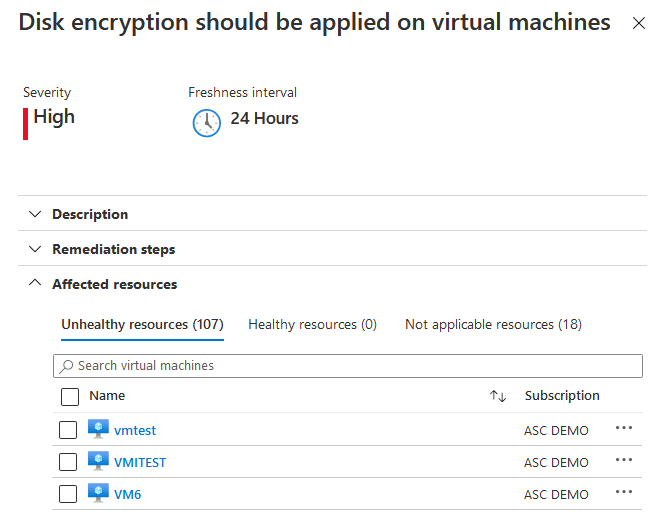 Disk encryption should be applied on virtual machines
Severity
Freshness interval
High
24 Hours
Description
Remediation steps
Affected resources
Unhealthy resources (107) Healthy resources (0) Not applicable resources (18)
Search virtual machines
Name Subscription
vmtest ASC DEMO
VMITEST ASC DEMO
VM6 ASC DEMO